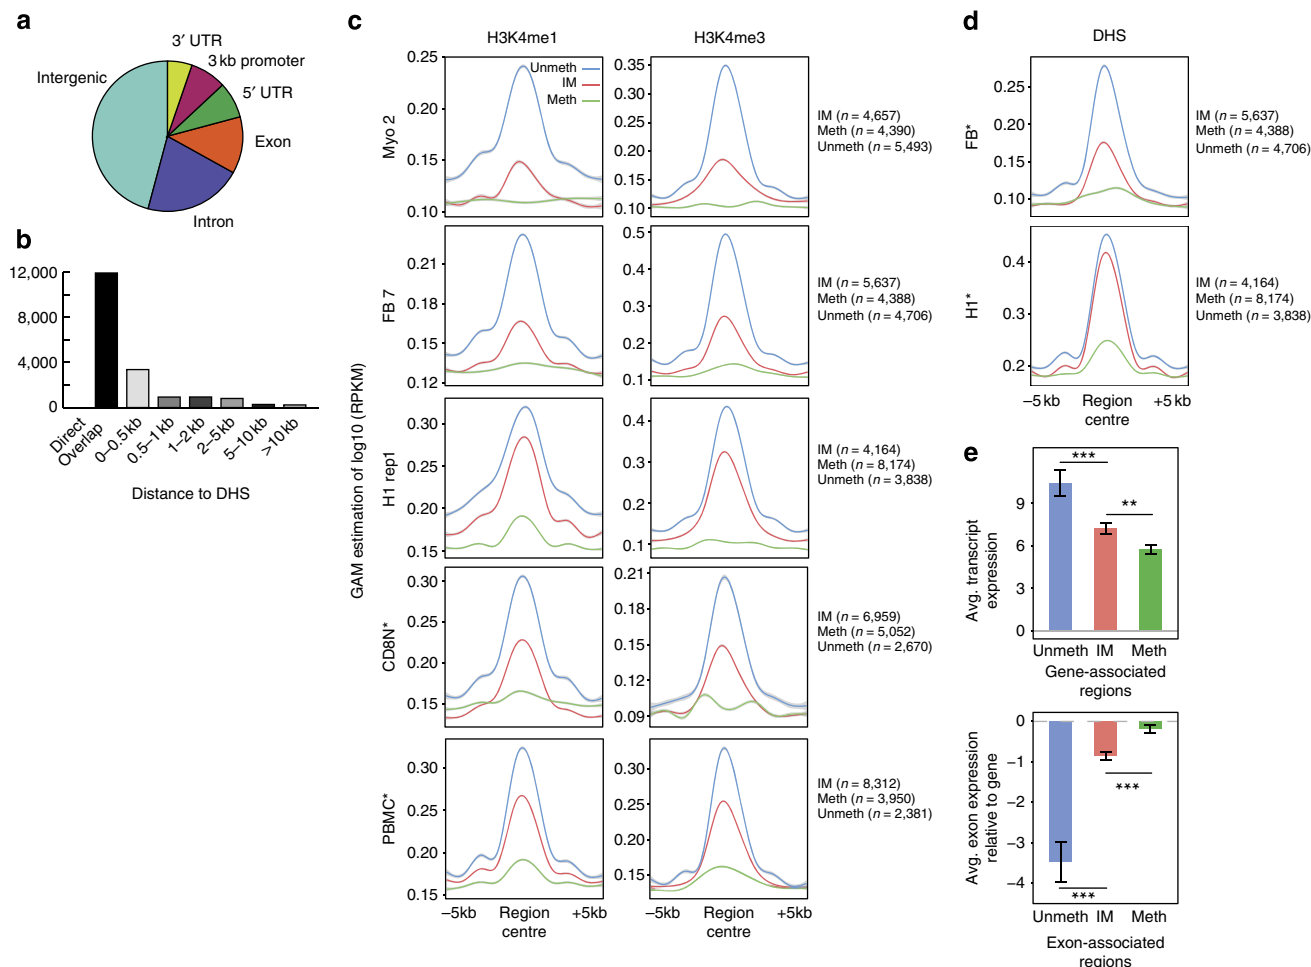 a
3′ UTR
3 kb promoter
5′ UTR
Exon
Intron
Intergenic
b
12,000
8,000
4,000
0
Direct
Overlap
0–0.5 kb
0.5–1 kb
1–2 kb
2–5 kb
5–10 kb
>10 kb
Distance to DHS
c
H3K4me1
H3K4me3
GAM estimation of log10 (RPKM)
Myo 2
0.25
0.20
0.15
0.10
Unmeth
IM
Meth
0.35
0.30
0.25
0.20
0.15
0.10
IM (n = 4,657)
Meth (n = 4,390)
Unmeth (n = 5,493)
FB 7
0.21
0.18
0.15
0.12
0.5
0.4
0.3
0.2
0.1
IM (n = 5,637)
Meth (n = 4,388)
Unmeth (n = 4,706)
H1 rep1
0.30
0.25
0.20
0.15
0.4
0.3
0.2
0.1
IM (n = 4,164)
Meth (n = 8,174)
Unmeth (n = 3,838)
CD8N*
0.30
0.25
0.20
0.15
0.21
0.18
0.15
0.12
0.09
IM (n = 6,959)
Meth (n = 5,052)
Unmeth (n = 2,670)
PBMC*
0.30
0.25
0.20
0.15
0.30
0.25
0.20
0.15
IM (n = 8,312)
Meth (n = 3,950)
Unmeth (n = 2,381)
–5kb
Region
centre
+5kb
–5kb
Region
centre
+5kb
d
DHS
FB*
0.25
0.20
0.15
0.10
IM (n = 5,637)
Meth (n = 4,388)
Unmeth (n = 4,706)
H1*
0.4
0.3
0.2
IM (n = 4,164)
Meth (n = 8,174)
Unmeth (n = 3,838)
–5 kb
Region
centre
+5 kb
e
Avg. transcript
expression
9
6
3
0
***
**
Unmeth
IM
Meth
Gene-associated
regions
Avg. exon expression
relative to gene
0
–1
–2
–3
–4
***
***
Unmeth
IM
Meth
Exon-associated
regions